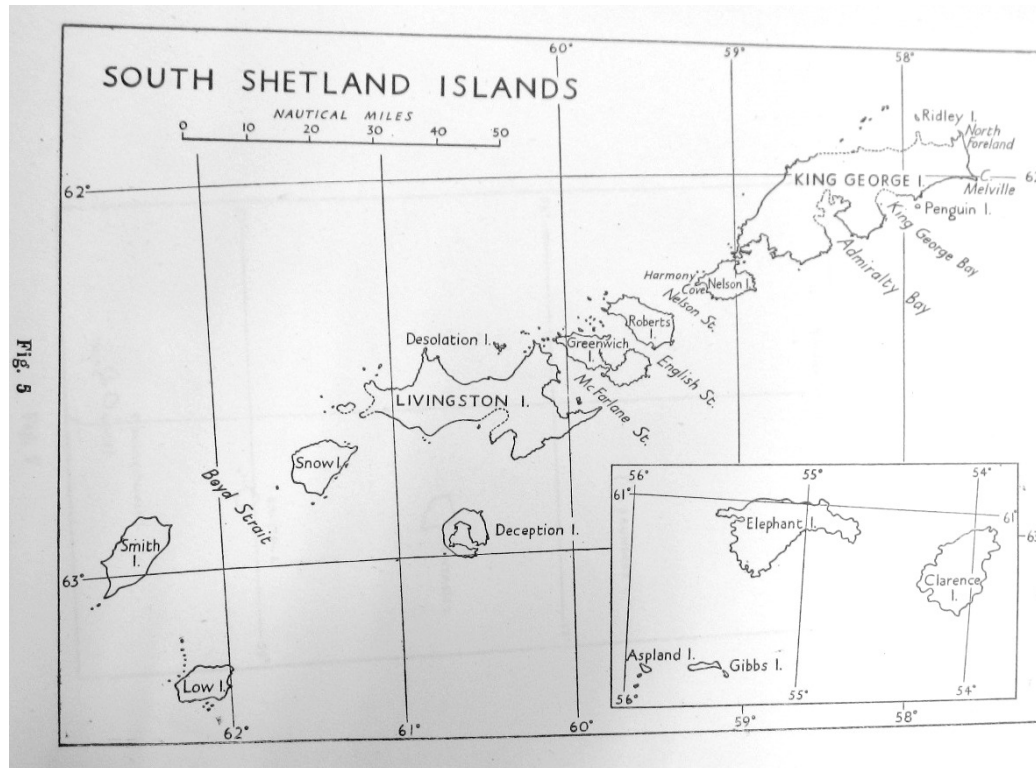 SOUTH SHETLAND ISLANDS
NAUTICAL MILES
0 10 20 30 40 50
60° 59° 58°
62°
Ridley I.
North
Foreland
KING GEORGE I.
C.
Melville
Penguin I.
King George Bay
Admiralty Bay
Harmony
Cove
Nelson I.
Nelson St.
Roberts
I.
Greenwich
I.
English St.
McFarlane St.
Desolation I.
LIVINGSTON I.
Snow I.
Boyd Strait
Smith
I.
Deception I.
63°
Low I.
62° 61° 60° 59° 58°
56° 55° 54°
61°
61°
Elephant I.
Clarence
I.
Aspland I.
Gibbs I.
56° 55° 54°
Fig. 5